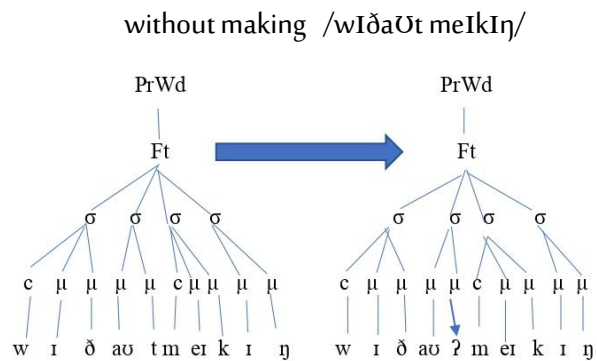 without making /wIðaƱt meIkIŋ/
PrWd PrWd
Ft Ft
σ σ σ σ σ σ σ σ
c μ μ μ μ c μ μ μ μ c μ μ μ μ c μ μ μ μ
w ɪ ð aʊ t m eɪ k ɪ ŋ w ɪ ð aʊ ʔ m eɪ k ɪ ŋ